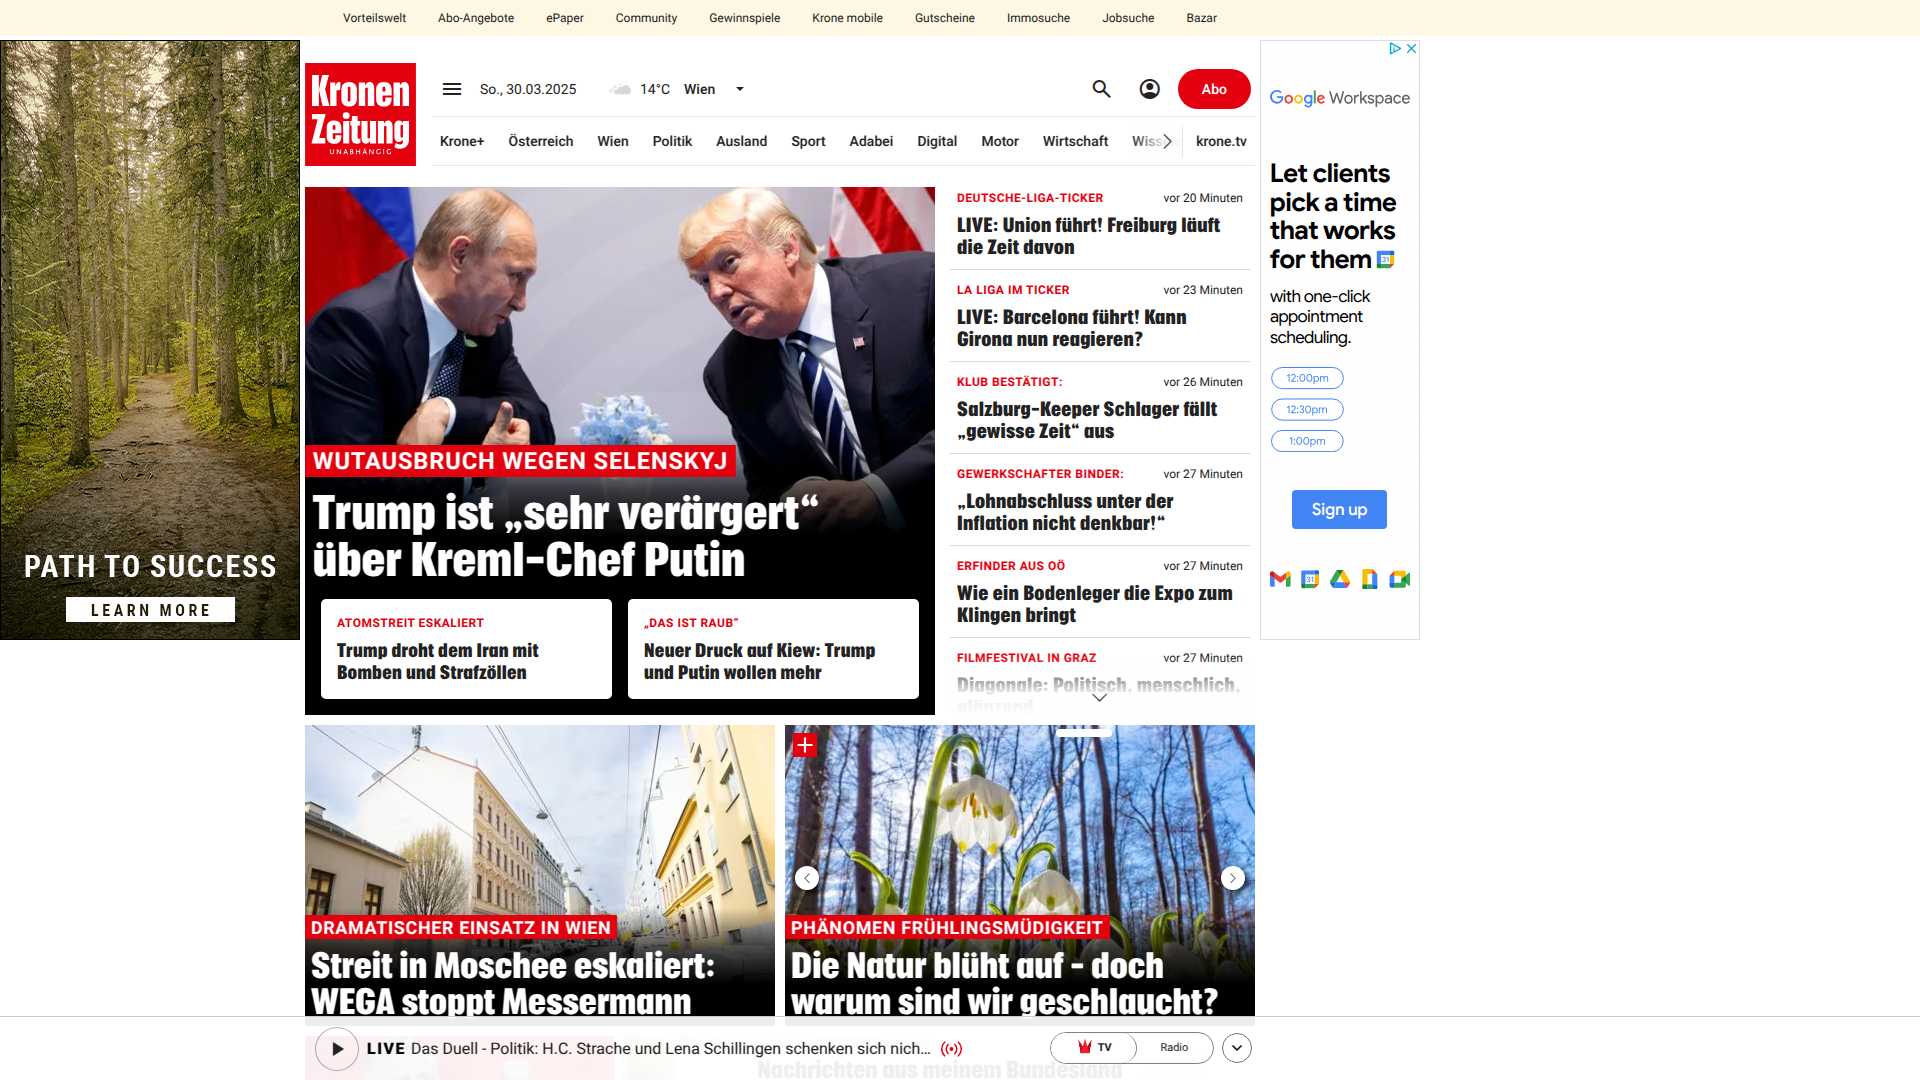 Vorteilswelt
Abo-Angebote
ePaper
Community
Gewinnspiele
Krone mobile
Gutscheine
Immosuche
Jobsuche
Bazar
Kronen
Zeitung
UNABHÄNGIG
So., 30.03.2025
14°C
Wien
Abo
Krone+
Österreich
Wien
Politik
Ausland
Sport
Adabei
Digital
Motor
Wirtschaft
Wiss
krone.tv
WUTAUSBRUCH WEGEN SELENSKYJ
Trump ist „sehr verärgert“
über Kreml-Chef Putin
ATOMSTREIT ESKALIERT
Trump droht dem Iran mit
Bomben und Strafzöllen
„DAS IST RAUB“
Neuer Druck auf Kiew: Trump
und Putin wollen mehr
DEUTSCHE-LIGA-TICKER
vor 20 Minuten
LIVE: Union führt! Freiburg läuft
die Zeit davon
LA LIGA IM TICKER
vor 23 Minuten
LIVE: Barcelona führt! Kann
Girona nun reagieren?
KLUB BESTÄTIGT:
vor 26 Minuten
Salzburg-Keeper Schlager fällt
„gewisse Zeit“ aus
GEWERKSCHAFTER BINDER:
vor 27 Minuten
„Lohnabschluss unter der
Inflation nicht denkbar!“
ERFINDER AUS OÖ
vor 27 Minuten
Wie ein Bodenleger die Expo zum
Klingen bringt
FILMFESTIVAL IN GRAZ
vor 27 Minuten
Diagonale: Politisch, menschlich,
glänzend
DRAMATISCHER EINSATZ IN WIEN
Streit in Moschee eskaliert:
WEGA stoppt Messermann
PHÄNOMEN FRÜHLINGSMÜDIGKEIT
Die Natur blüht auf – doch
warum sind wir geschlaucht?
LIVE Das Duell - Politik: H.C. Strache und Lena Schillingen schenken sich nich...
TV
Radio
Nachrichten aus meinem Bundesland
PATH TO SUCCESS
LEARN MORE
Google Workspace
Let clients
pick a time
that works
for them
31
with one-click
appointment
scheduling.
12:00pm
12:30pm
1:00pm
Sign up
31